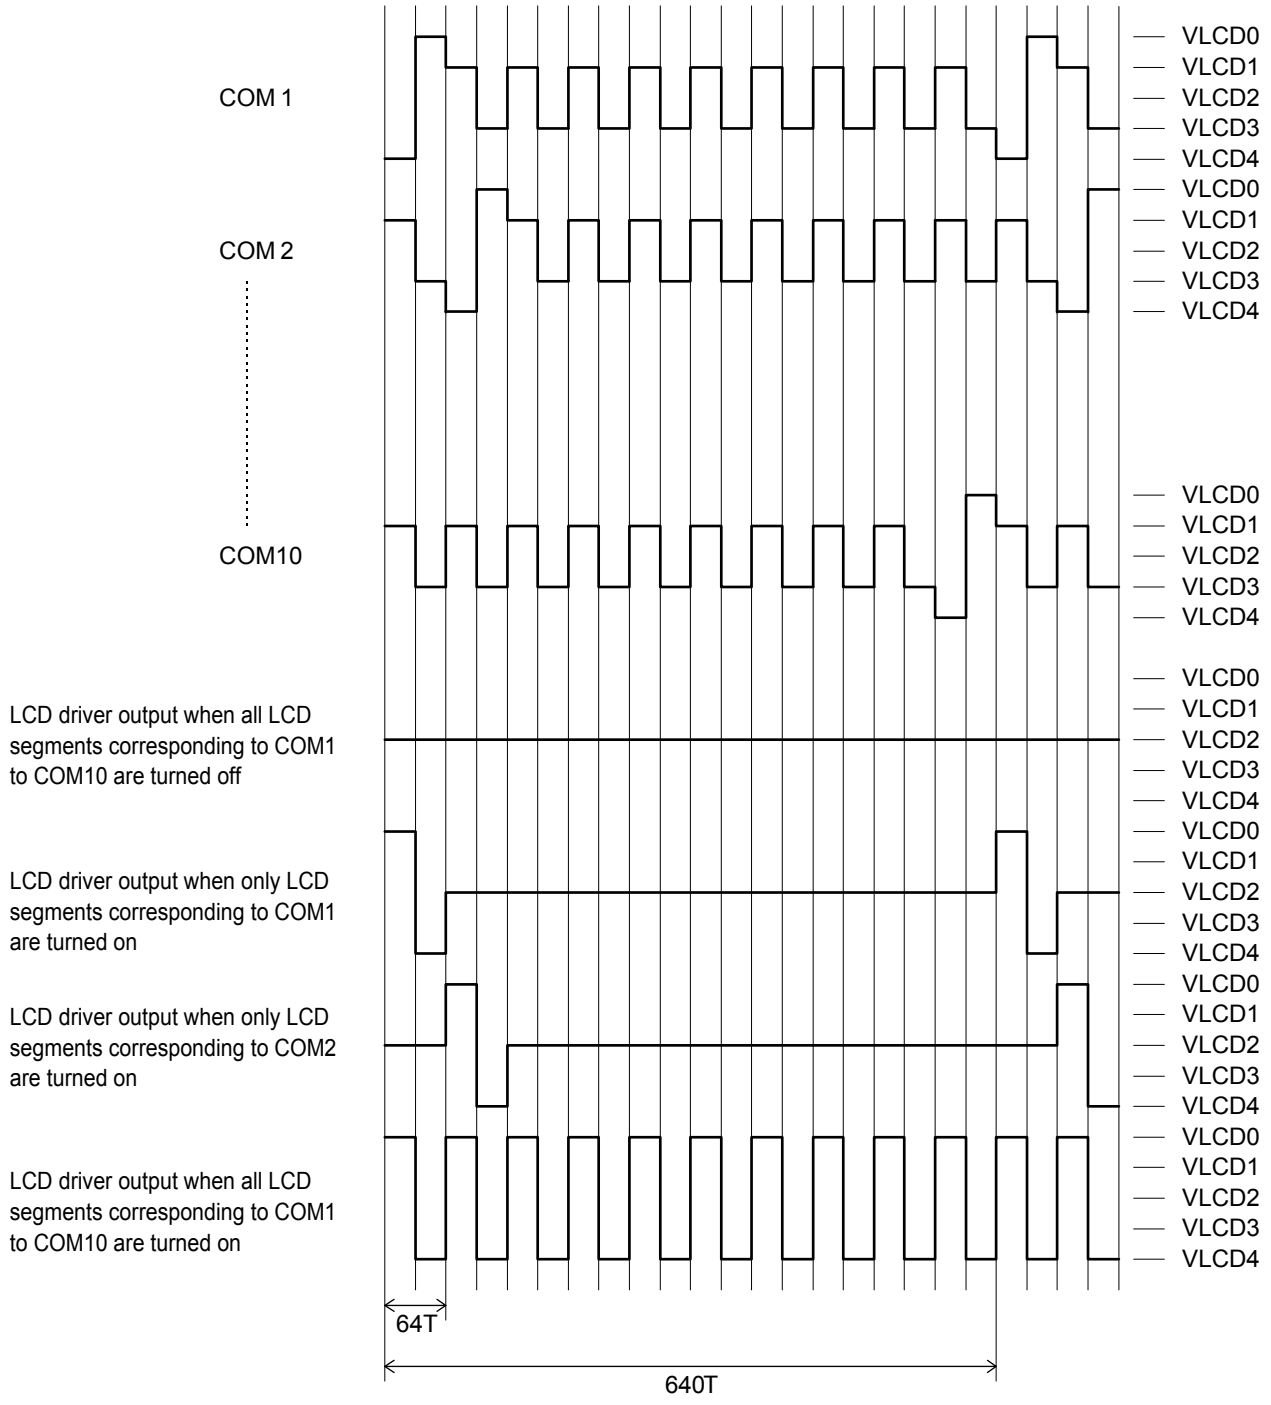 VLCD0
VLCD1
COM 1
VLCD2
VLCD3
VLCD4
VLCD0
VLCD1
COM 2
VLCD2
VLCD3
VLCD4
VLCD0
VLCD1
COM10
VLCD2
VLCD3
VLCD4
LCD driver output when all LCD
segments corresponding to COM1
to COM10 are turned off
VLCD0
VLCD1
VLCD2
VLCD3
VLCD4
LCD driver output when only LCD
segments corresponding to COM1
are turned on
VLCD0
VLCD1
VLCD2
VLCD3
VLCD4
LCD driver output when only LCD
segments corresponding to COM2
are turned on
VLCD0
VLCD1
VLCD2
VLCD3
VLCD4
LCD driver output when all LCD
segments corresponding to COM1
to COM10 are turned on
VLCD0
VLCD1
VLCD2
VLCD3
VLCD4
64T
640T